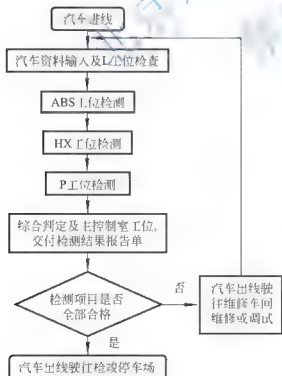 汽车进线
汽车资料输入及L工位检查
ABS工位检测
HX工位检测
P工位检测
综合判定及主控制室工位,
交付检测结果报告单
检测项目是否
全部合格
否
汽车出线驶
往维修车间
维修或调试
是
汽车出线驶往检竣停车场